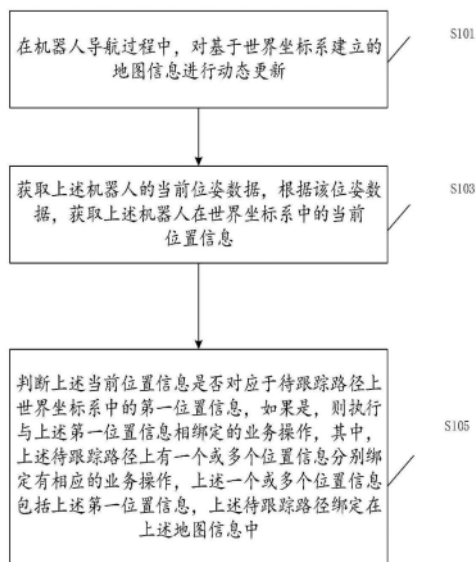 在机器人导航过程中，对基于世界坐标系建立的
地图信息进行动态更新
S101
获取上述机器人的当前位姿数据，根据该位姿数
据，获取上述机器人在世界坐标系中的当前
位置信息
S103
判断上述当前位置信息是否对应于待跟踪路径上
世界坐标系中的第一位置信息，如果是，则执行
与上述第一位置信息相绑定的业务操作，其中，
上述待跟踪路径上有一个或多个位置信息分别绑
定有相应的业务操作，上述一个或多个位置信息
包括上述第一位置信息，上述待跟踪路径绑定在
上述地图信息中
S105